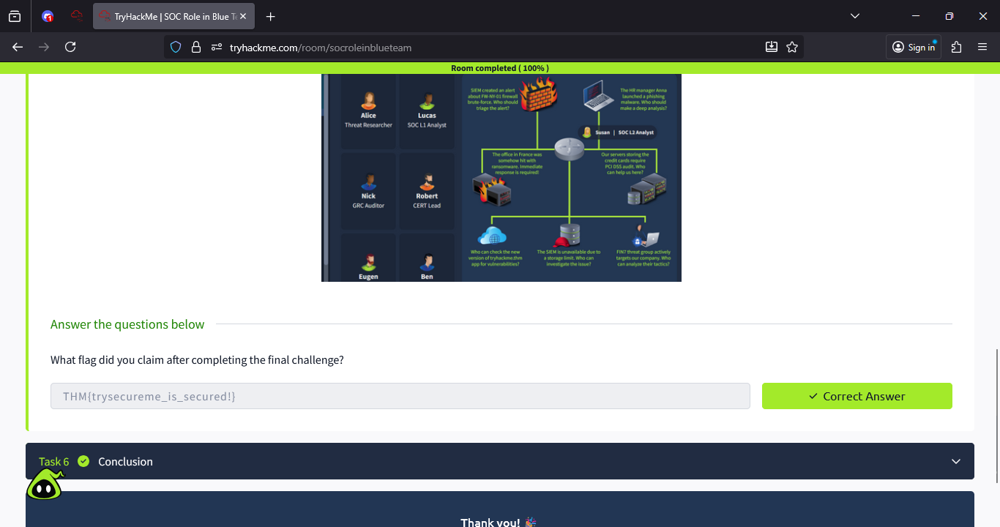 TryHackMe | SOC Role in Blue T
tryhackme.com/room/socroleinblueteam
Sign in
Room completed ( 100% )
Alice
Threat Researcher
Lucas
SOC L1 Analyst
Nick
GRC Auditor
Robert
CERT Lead
Eugen
Ben
SIEM created an alert
about FW-NY-01 firewall
brute-force. Who should
triage the alert?
The HR manager Anna
launched a phishing
malware. Who should
make a deep analysis?
Susan | SOC L2 Analyst
The office in France was
somehow hit with
ransomware. Immediate
response is required!
Our servers storing the
credit cards require
PCI DSS audit. Who
can help us here?
Who can check the new
version of tryhackme.thm
app for vulnerabilities?
The SIEM is unavailable due to
a storage limit. Who can
investigate the issue?
FIN7 threat group actively
targets our company. Who
can analyze their tactics?
Answer the questions below
What flag did you claim after completing the final challenge?
THM{trysecureme_is_secured!}
Correct Answer
Task 6 Conclusion
Thank you!